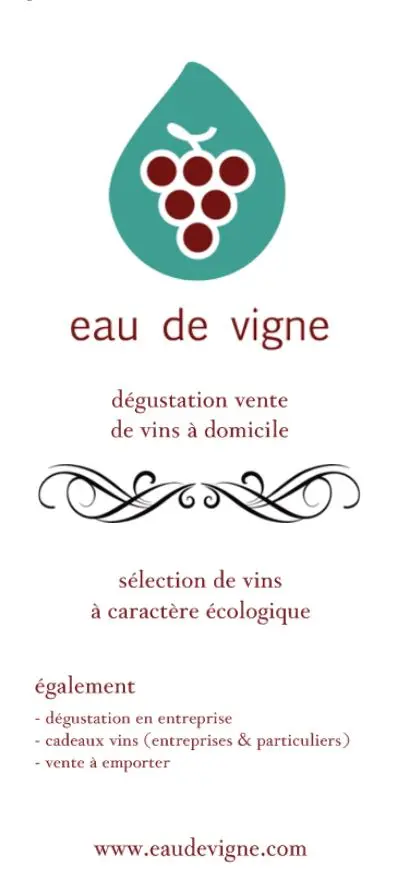 eau de vigne
dégustation vente
de vins à domicile
sélection de vins
à caractère écologique
également
- dégustation en entreprise
- cadeaux vins (entreprises & particuliers)
- vente à emporter
www.eaudevigne.com